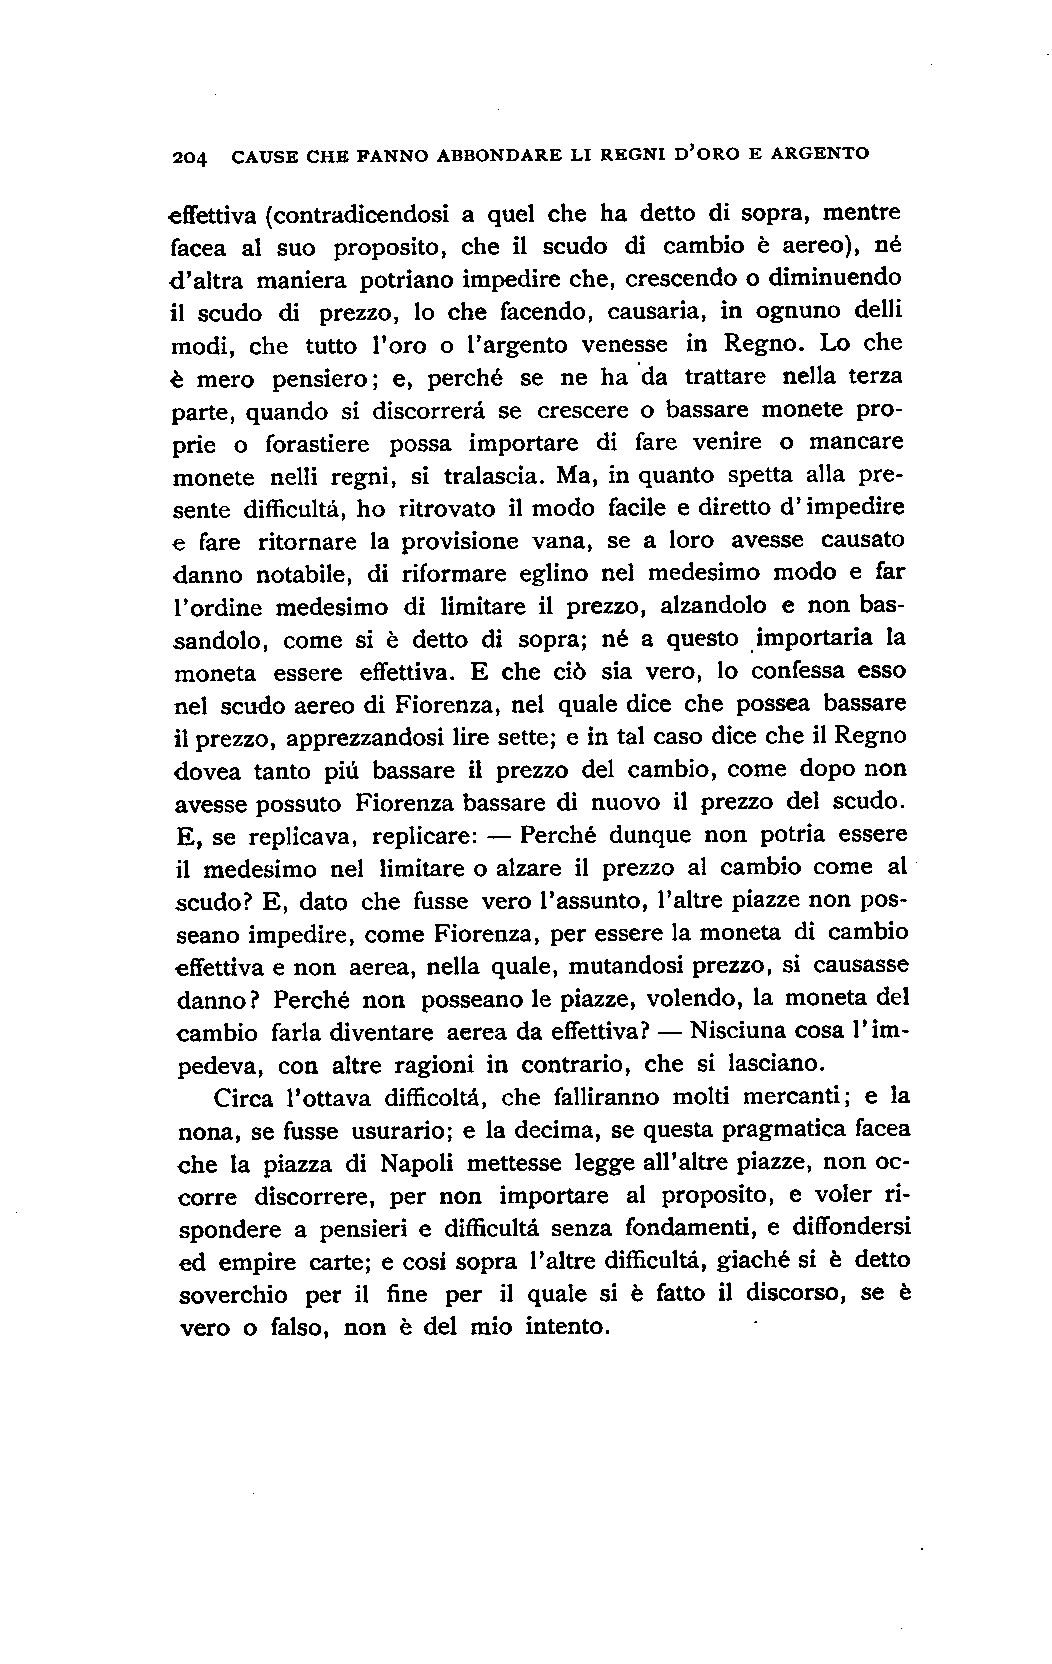 204 CAUSE CHE FANNO ABBONDARE LI REGNI D'ORO E ARGENTO
effettiva (contradicendosi a quel che ha detto di sopra, mentre
facea al suo proposito, che il scudo di cambio è aereo), né
d'altra maniera potriano impedire che, crescendo o diminuendo
il scudo di prezzo, lo che facendo, causaria, in ognuno delli
modi, che tutto l'oro o l'argento venesse in Regno. Lo che
è mero pensiero; e, perché se ne ha da trattare nella terza
parte, quando si discorrerá se crescere o bassare monete pro-
prie o forastiere possa importare di fare venire o mancare
monete nelli regni, si tralascia. Ma, in quanto spetta alla pre-
sente difficultá, ho ritrovato il modo facile e diretto d'impedire
e fare ritornare la provisione vana, se a loro avesse causato
danno notabile, di riformare eglino nel medesimo modo e far
l'ordine medesimo di limitare il prezzo, alzandolo e non bas-
sandolo, come si è detto di sopra; né a questo importaria la
moneta essere effettiva. E che ciò sia vero, lo confessa esso
nel scudo aereo di Fiorenza, nel quale dice che possea bassare
il prezzo, apprezzandosi lire sette; e in tal caso dice che il Regno
dovea tanto piú bassare il prezzo del cambio, come dopo non
avesse possuto Fiorenza bassare di nuovo il prezzo del scudo.
E, se replicava, replicare: — Perché dunque non potria essere
il medesimo nel limitare o alzare il prezzo al cambio come al
scudo? E, dato che fusse vero l'assunto, l'altre piazze non pos-
seano impedire, come Fiorenza, per essere la moneta di cambio
effettiva e non aerea, nella quale, mutandosi prezzo, si causasse
danno? Perché non posseano le piazze, volendo, la moneta del
cambio farla diventare aerea da effettiva? — Nisciuna cosa l'im-
pedeva, con altre ragioni in contrario, che si lasciano.
Circa l'ottava difficoltá, che falliranno molti mercanti; e la
nona, se fusse usurario; e la decima, se questa pragmatica facea
che la piazza di Napoli mettesse legge all'altre piazze, non oc-
corre discorrere, per non importare al proposito, e voler ri-
spondere a pensieri e difficultá senza fondamenti, e diffondersi
ed empire carte; e cosí sopra l'altre difficultá, giaché si è detto
soverchio per il fine per il quale si è fatto il discorso, se è
vero o falso, non è del mio intento.